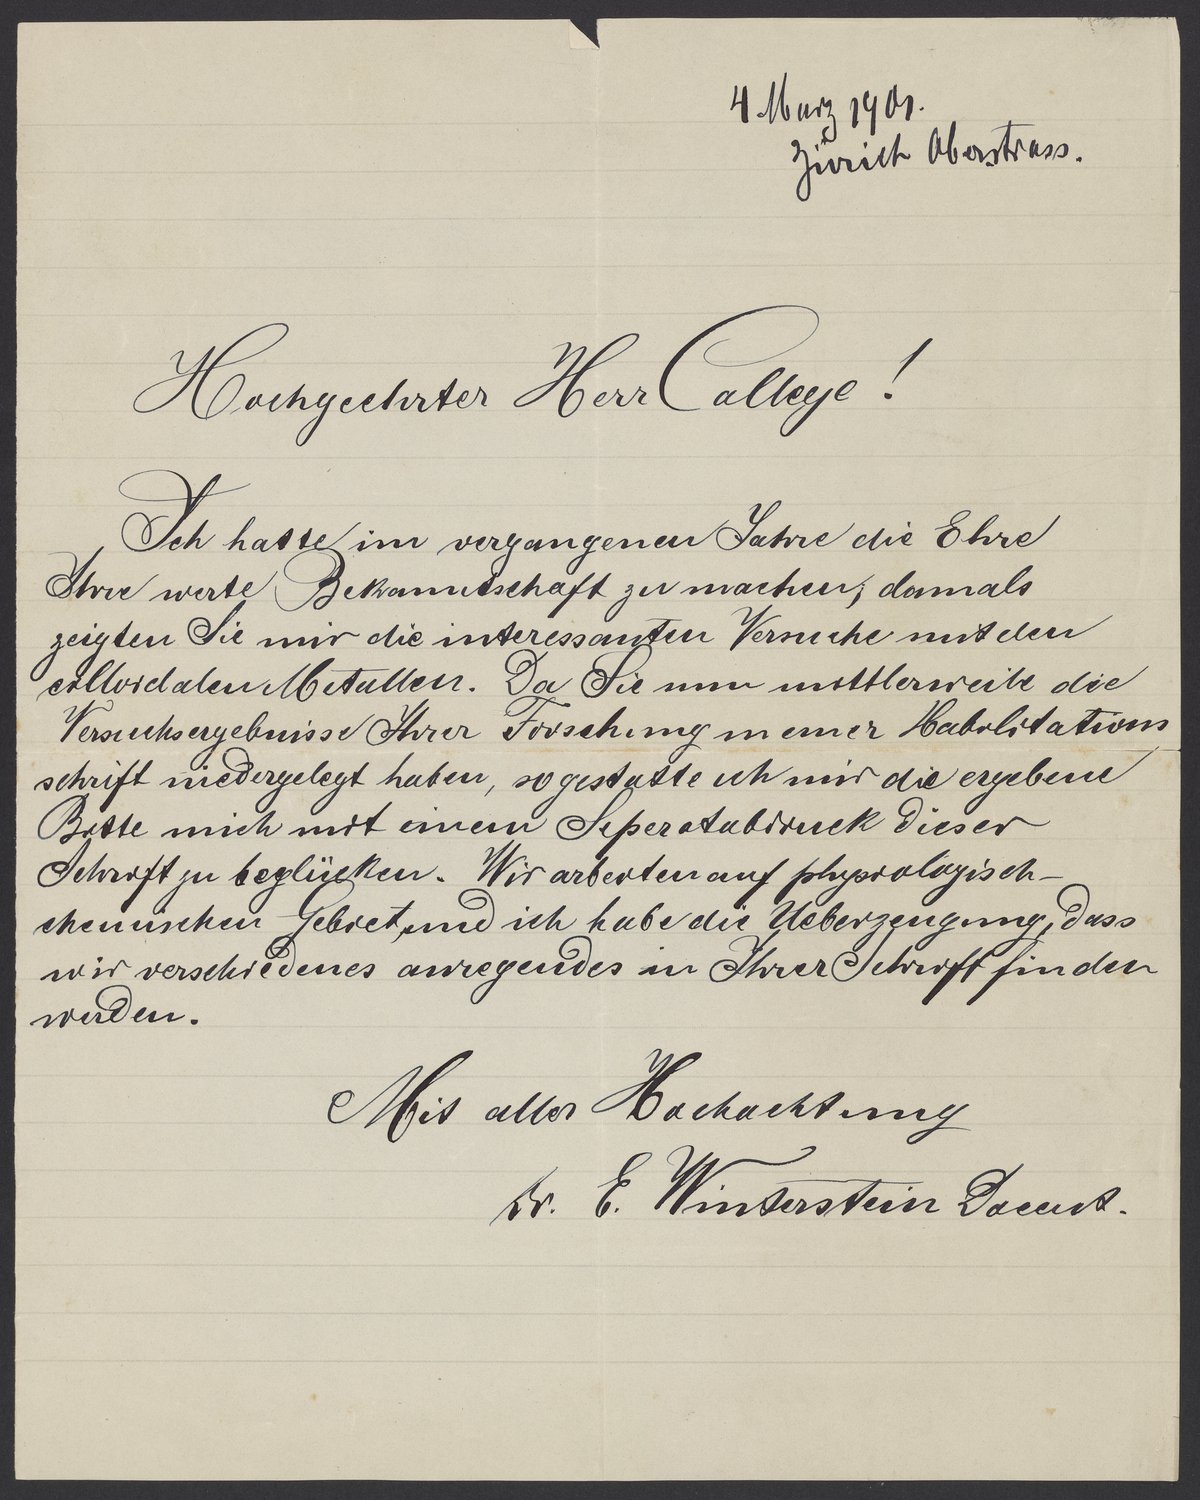 4 März 1901.
Zürich Oberstrass.
Hochgeehrter Herr College!
Ich hatte im vergangenen Jahre die Ehre
Ihre werte Bekanntschaft zu machen; damals
zeigten Sie mir die interessanten Versuche mit den
colloidalen Metallen. Da Sie nun mittlerweile die
Versuchsergebnisse Ihrer Forschung in einer Habilitations
schrift niedergelegt haben, so gestatte ich mir die ergebene
Bitte mich mit einem Seperatabdruck dieser
Schrift zu beglücken. Wir arbeiten auf physiologisch-
chemischen Gebiet, und ich habe die Ueberzeugung, dass
wir verschiedenes anregendes in Ihrer Schrift finden
werden.
Mit aller Hochachtung
Dr. E. Winterstein Docent.